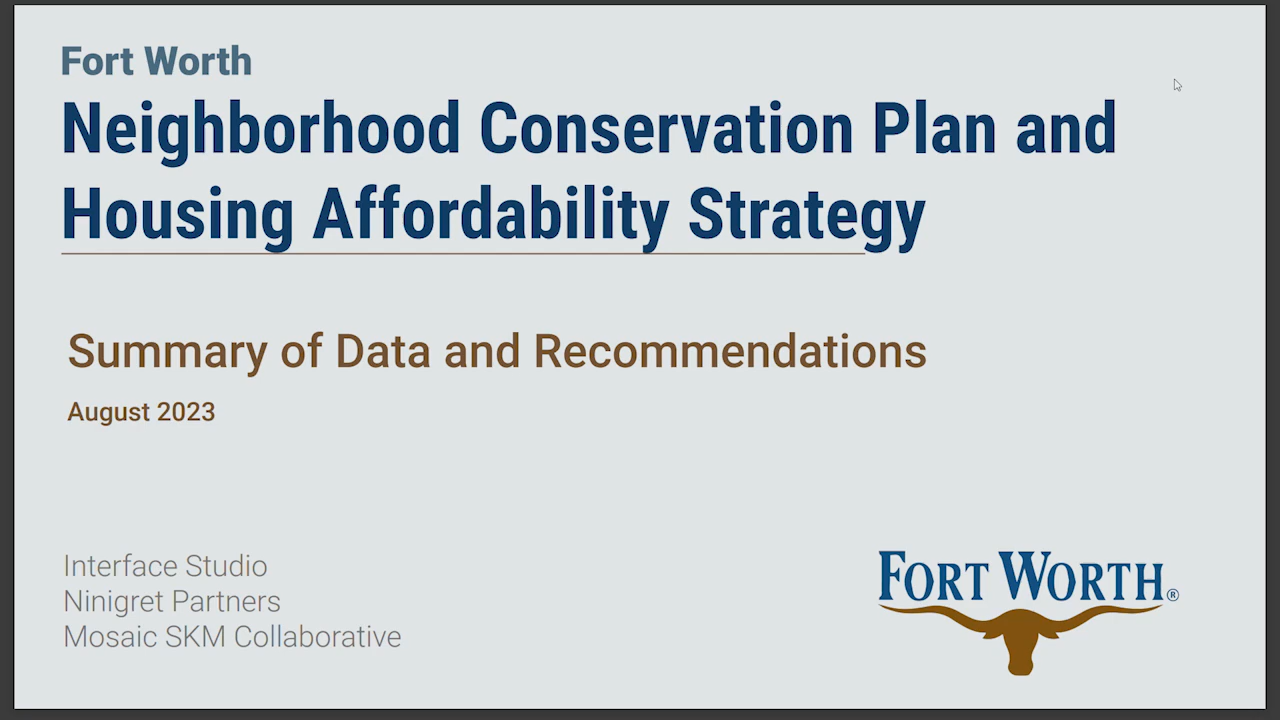 Fort Worth
Neighborhood Conservation Plan and
Housing Affordability Strategy
Summary of Data and Recommendations
August 2023
Interface Studio
Ninigret Partners
Mosaic SKM Collaborative
FORT WORTH®